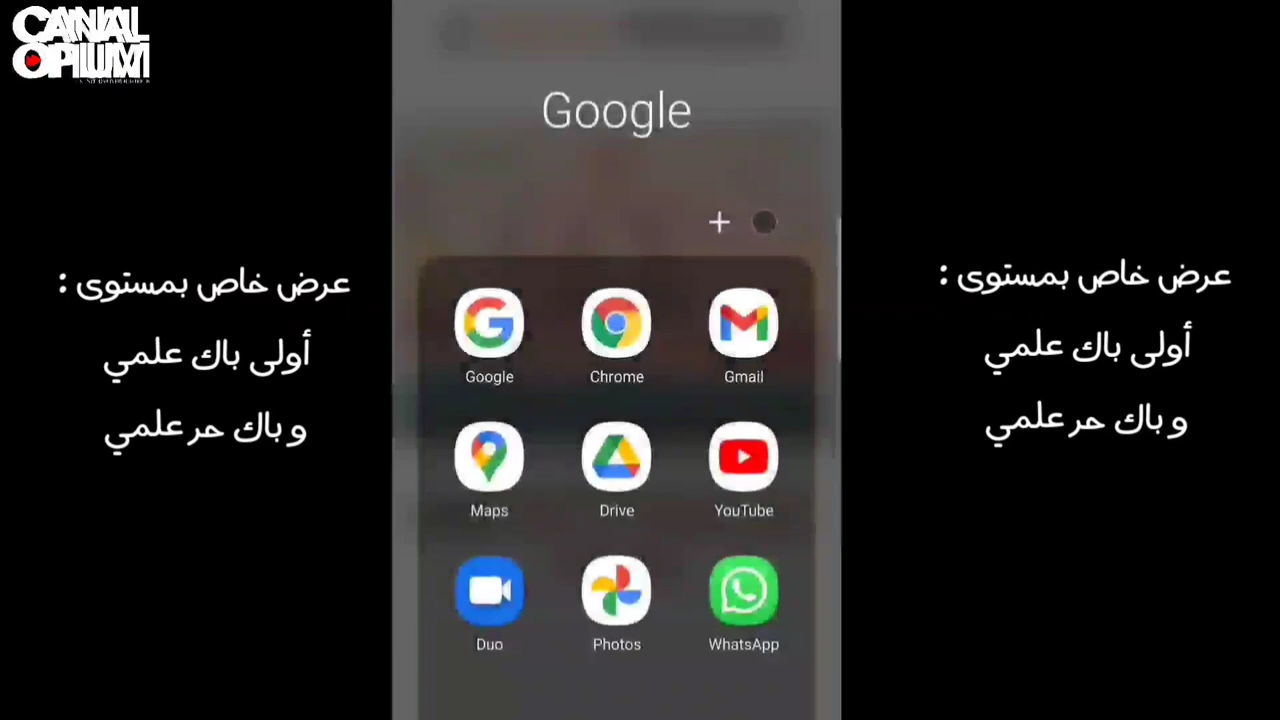 CANAL
OPIUM
Google
عرض خاص بمستوى :
أولى باك علمي
و باك حر علمي
Google
Chrome
Gmail
Maps
Drive
YouTube
Duo
Photos
WhatsApp
عرض خاص بمستوى :
أولى باك علمي
و باك حر علمي